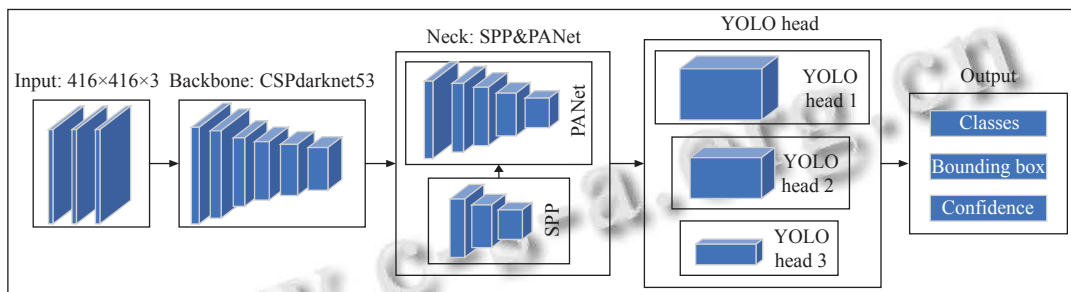 Input: 416×416×3
Backbone: CSPdarknet53
Neck: SPP&PANet
PANet
SPP
YOLO head
YOLO
head 1
YOLO
head 2
YOLO
head 3
Output
Classes
Bounding box
Confidence